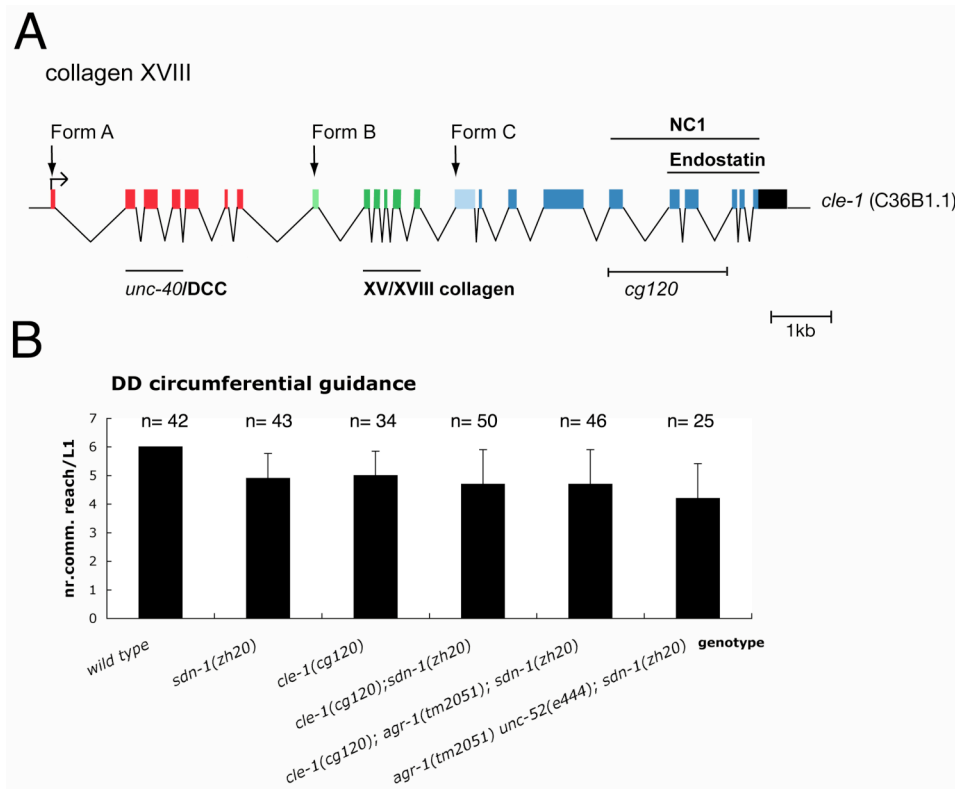 A
collagen XVIII
Form A
Form B
Form C
NC1
Endostatin
cle-1 (C36B1.1)
unc-40/DCC
XV/XVIII collagen
cg120
1kb
B
DD circumferential guidance
nr.comm. reach/L1
7
6
5
4
3
2
1
0
n= 42
n= 43
n= 34
n= 50
n= 46
n= 25
wild type
sdn-1(zh20)
cle-1(cg120)
cle-1(cg120);sdn-1(zh20)
cle-1(cg120); agr-1(tm2051); sdn-1(zh20)
agr-1(tm2051) unc-52(e444); sdn-1(zh20)
genotype